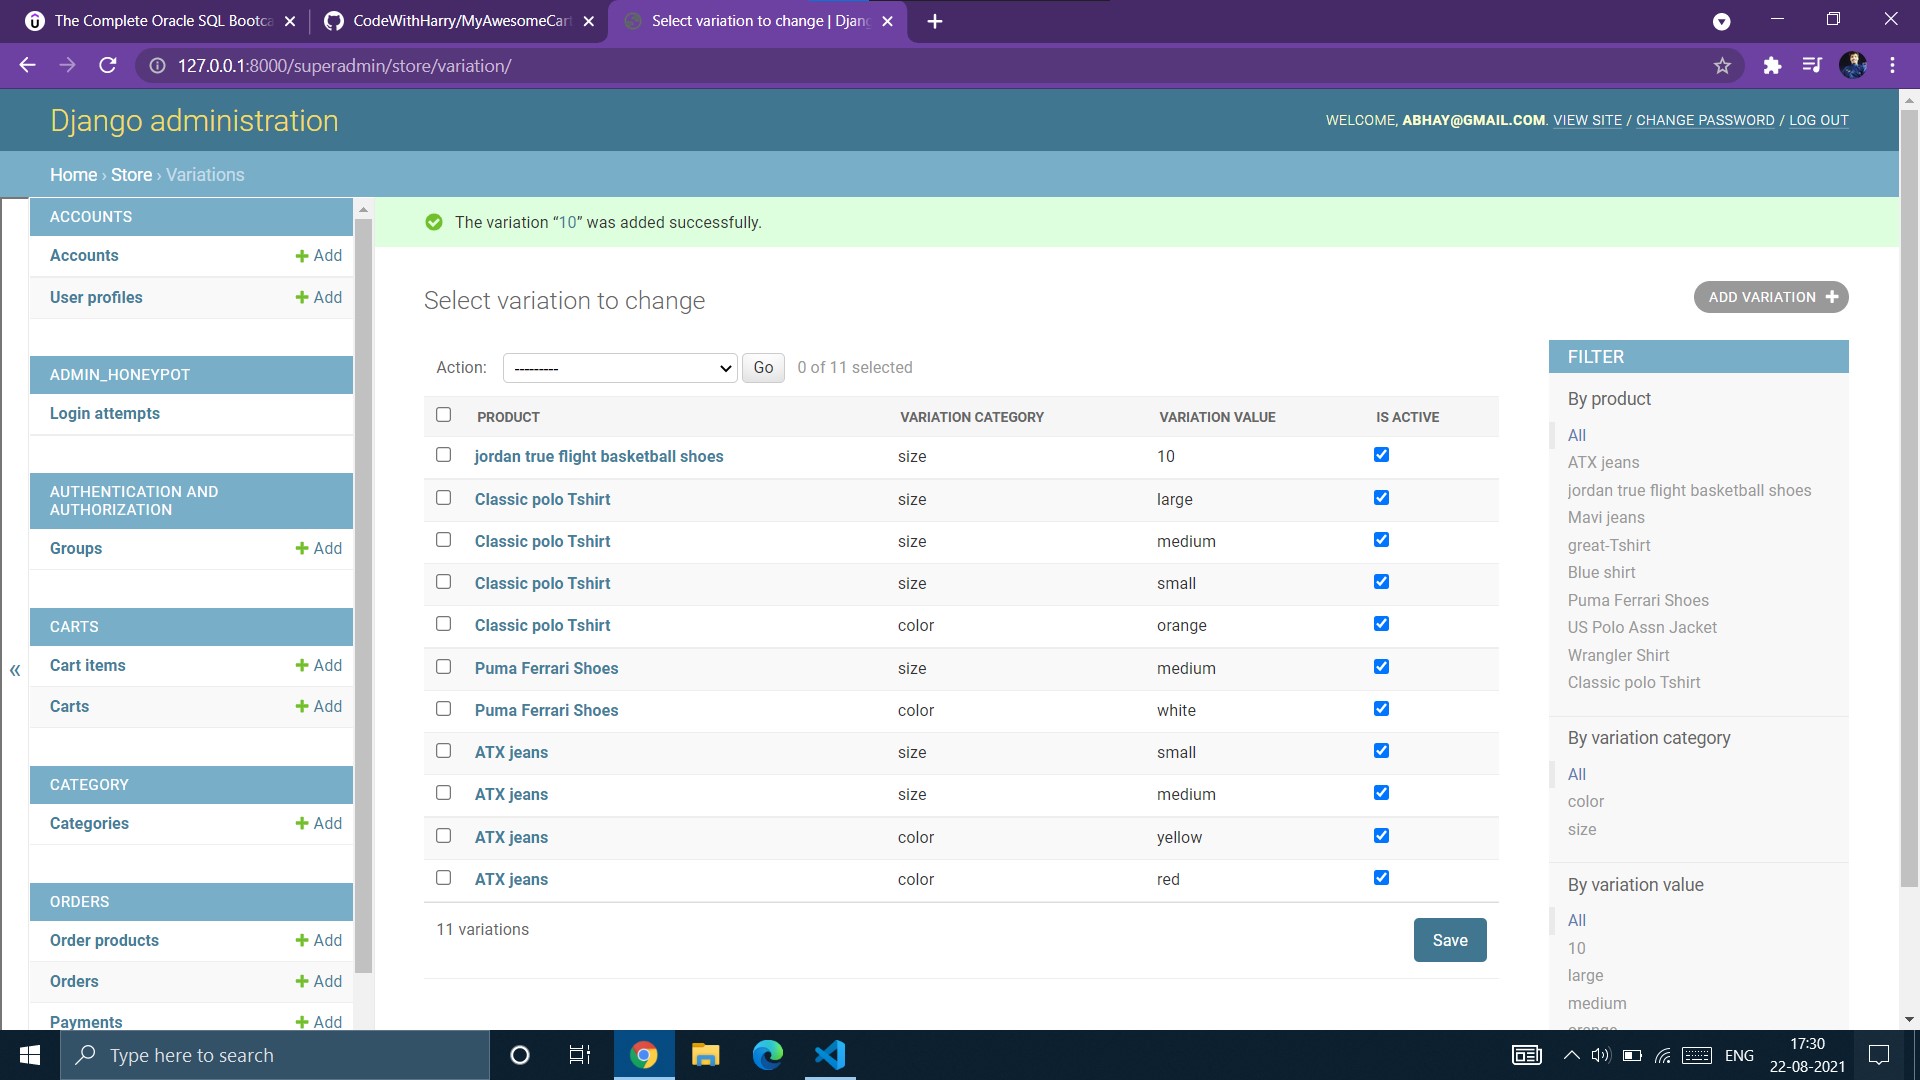 The Complete Oracle SQL Bootca
CodeWithHarry/MyAwesomeCart
Select variation to change | Djang
127.0.0.1:8000/superadmin/store/variation/
Django administration
WELCOME, ABHAY@GMAIL.COM. VIEW SITE / CHANGE PASSWORD / LOG OUT
Home › Store › Variations
ACCOUNTS
Accounts + Add
User profiles + Add
ADMIN_HONEYPOT
Login attempts
AUTHENTICATION AND
AUTHORIZATION
Groups + Add
CARTS
Cart items + Add
Carts + Add
CATEGORY
Categories + Add
ORDERS
Order products + Add
Orders + Add
Payments + Add
«
The variation “10” was added successfully.
Select variation to change
ADD VARIATION +
Action: --------- Go 0 of 11 selected
PRODUCT VARIATION CATEGORY VARIATION VALUE IS ACTIVE
jordan true flight basketball shoes size 10
Classic polo Tshirt size large
Classic polo Tshirt size medium
Classic polo Tshirt size small
Classic polo Tshirt color orange
Puma Ferrari Shoes size medium
Puma Ferrari Shoes color white
ATX jeans size small
ATX jeans size medium
ATX jeans color yellow
ATX jeans color red
11 variations
Save
FILTER
By product
All
ATX jeans
jordan true flight basketball shoes
Mavi jeans
great-Tshirt
Blue shirt
Puma Ferrari Shoes
US Polo Assn Jacket
Wrangler Shirt
Classic polo Tshirt
By variation category
All
color
size
By variation value
All
10
large
medium
orange
Type here to search
ENG
17:30
22-08-2021